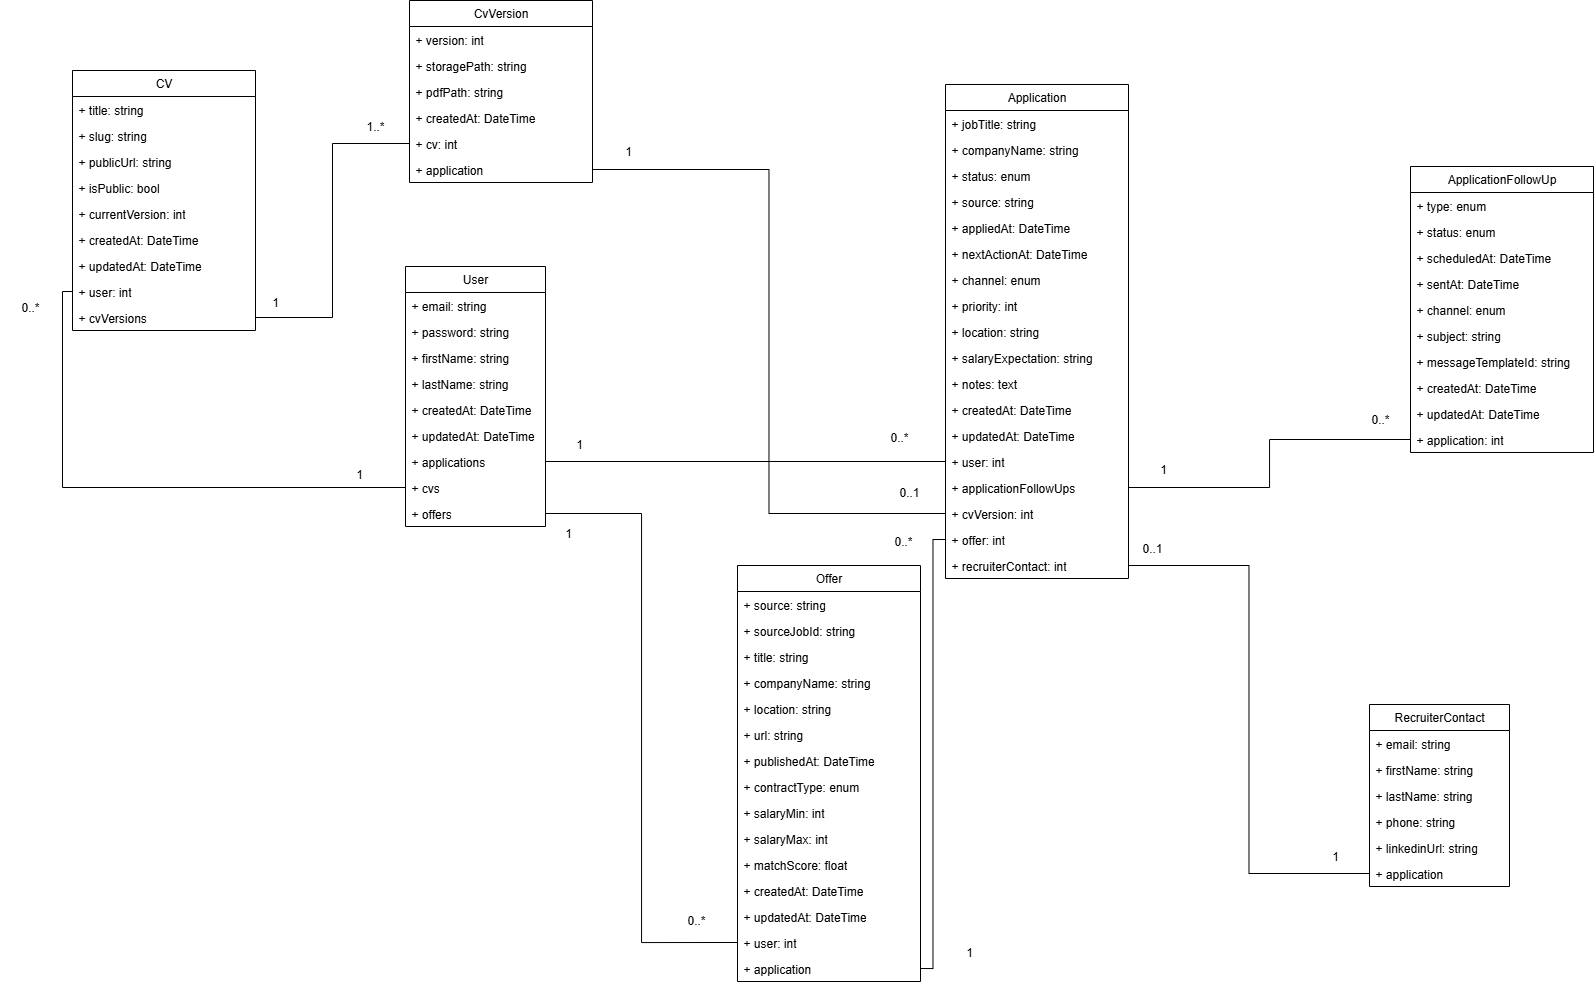 CvVersion
+ version: int
+ storagePath: string
+ pdfPath: string
+ createdAt: DateTime
+ cv: int
+ application
CV
+ title: string
+ slug: string
+ publicUrl: string
+ isPublic: bool
+ currentVersion: int
+ createdAt: DateTime
+ updatedAt: DateTime
+ user: int
+ cvVersions
1..*
1
0..*
1
1
User
+ email: string
+ password: string
+ firstName: string
+ lastName: string
+ createdAt: DateTime
+ updatedAt: DateTime
+ applications
+ cvs
+ offers
1
1
0..*
0..1
0..*
Application
+ jobTitle: string
+ companyName: string
+ status: enum
+ source: string
+ appliedAt: DateTime
+ nextActionAt: DateTime
+ channel: enum
+ priority: int
+ location: string
+ salaryExpectation: string
+ notes: text
+ createdAt: DateTime
+ updatedAt: DateTime
+ user: int
+ applicationFollowUps
+ cvVersion: int
+ offer: int
+ recruiterContact: int
ApplicationFollowUp
+ type: enum
+ status: enum
+ scheduledAt: DateTime
+ sentAt: DateTime
+ channel: enum
+ subject: string
+ messageTemplateId: string
+ createdAt: DateTime
+ updatedAt: DateTime
+ application: int
0..*
1
0..1
Offer
+ source: string
+ sourceJobId: string
+ title: string
+ companyName: string
+ location: string
+ url: string
+ publishedAt: DateTime
+ contractType: enum
+ salaryMin: int
+ salaryMax: int
+ matchScore: float
+ createdAt: DateTime
+ updatedAt: DateTime
+ user: int
+ application
0..*
1
RecruiterContact
+ email: string
+ firstName: string
+ lastName: string
+ phone: string
+ linkedinUrl: string
+ application
1